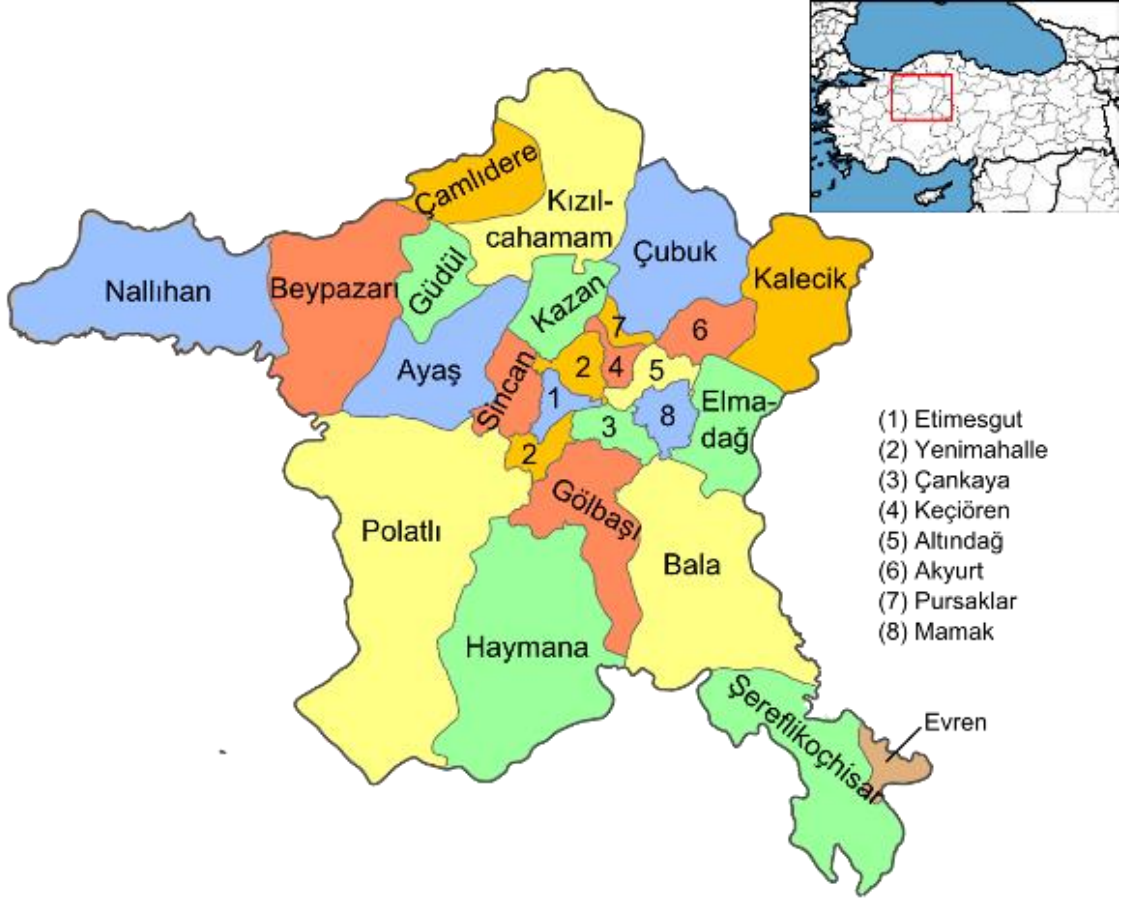 Çamlıdere
Kızıl-
cahamam
Çubuk
Kalecik
Nallıhan
Beypazarı
Güdül
Kazan
7
6
Ayaş
Sincan
2
4
5
1
8
Elma-
dağ
3
2
Gölbaşı
Polatlı
Bala
Haymana
Şereflikoçhisar
Evren
(1) Etimesgut
(2) Yenimahalle
(3) Çankaya
(4) Keçiören
(5) Altındağ
(6) Akyurt
(7) Pursaklar
(8) Mamak